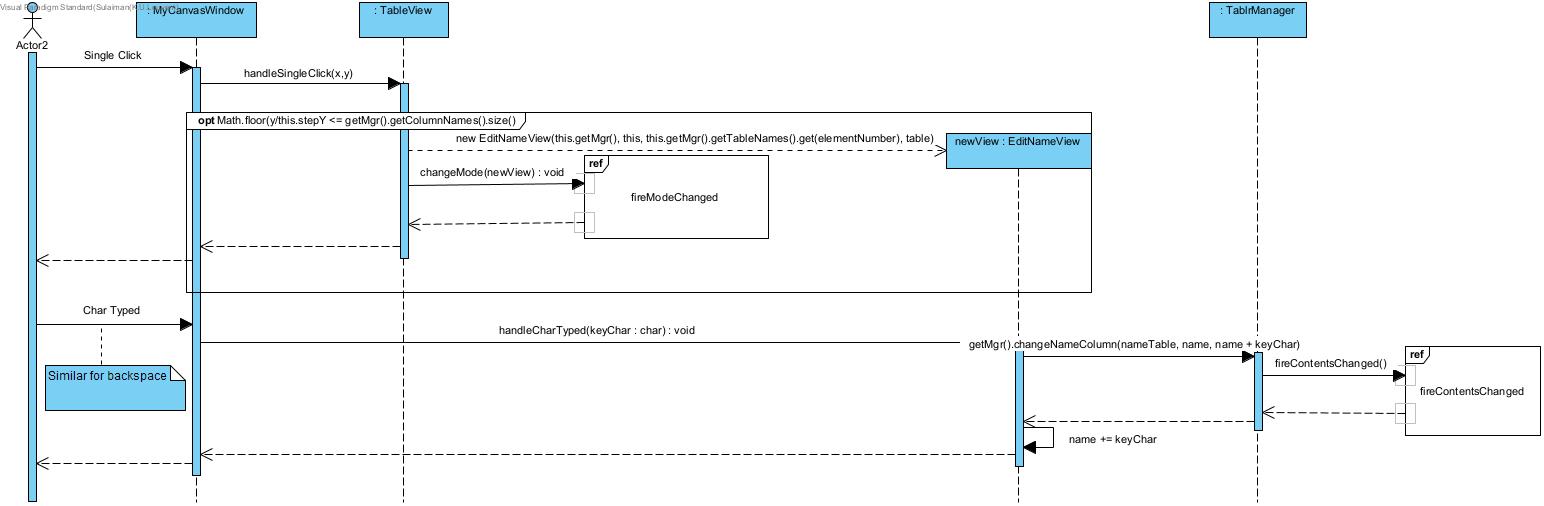 Visual Paradigm Standard(Sulaiman(K.U.
: MyCanvasWindow
: TableView
: TablrManager
Actor2
Single Click
handleSingleClick(x,y)
opt Math.floor(y/this.stepY <= getMgr().getColumnNames().size()
new EditNameView(this.getMgr(), this, this.getMgr().getTableNames().get(elementNumber), table)
newView : EditNameView
ref
changeMode(newView) : void
fireModeChanged
Char Typed
handleCharTyped(keyChar : char) : void
getMgr().changeNameColumn(nameTable, name, name + keyChar)
ref
fireContentsChanged()
Similar for backspace
fireContentsChanged
name += keyChar